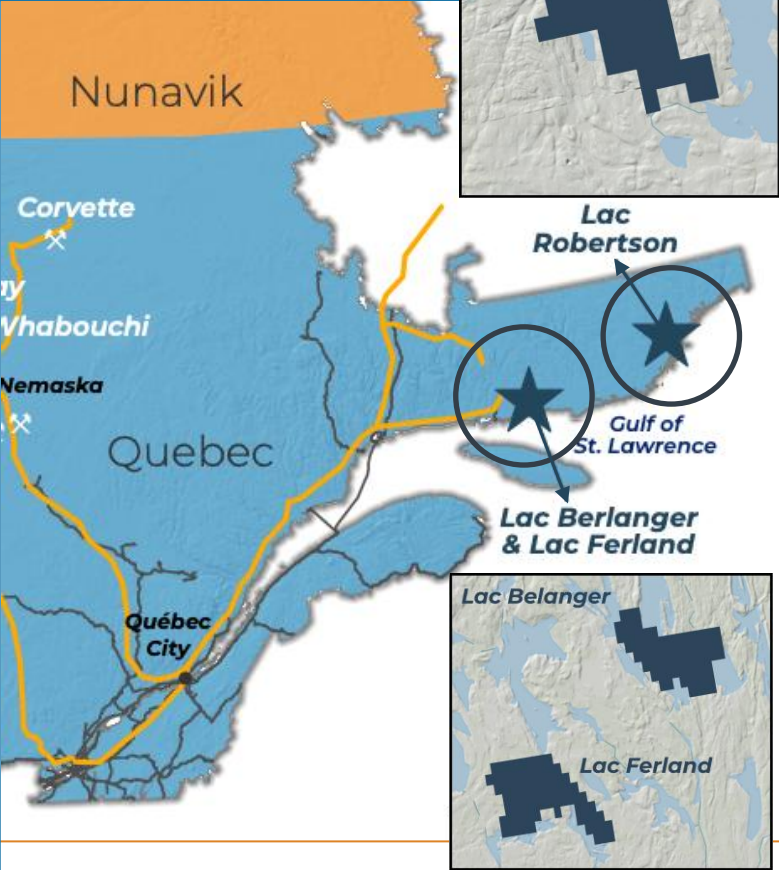 Nunavik
Corvette
Lac
Robertson
ay
Whabouchi
Nemaska
Quebec
Gulf of
St. Lawrence
Lac Berlanger
& Lac Ferland
Québec
City
Lac Belanger
Lac Ferland